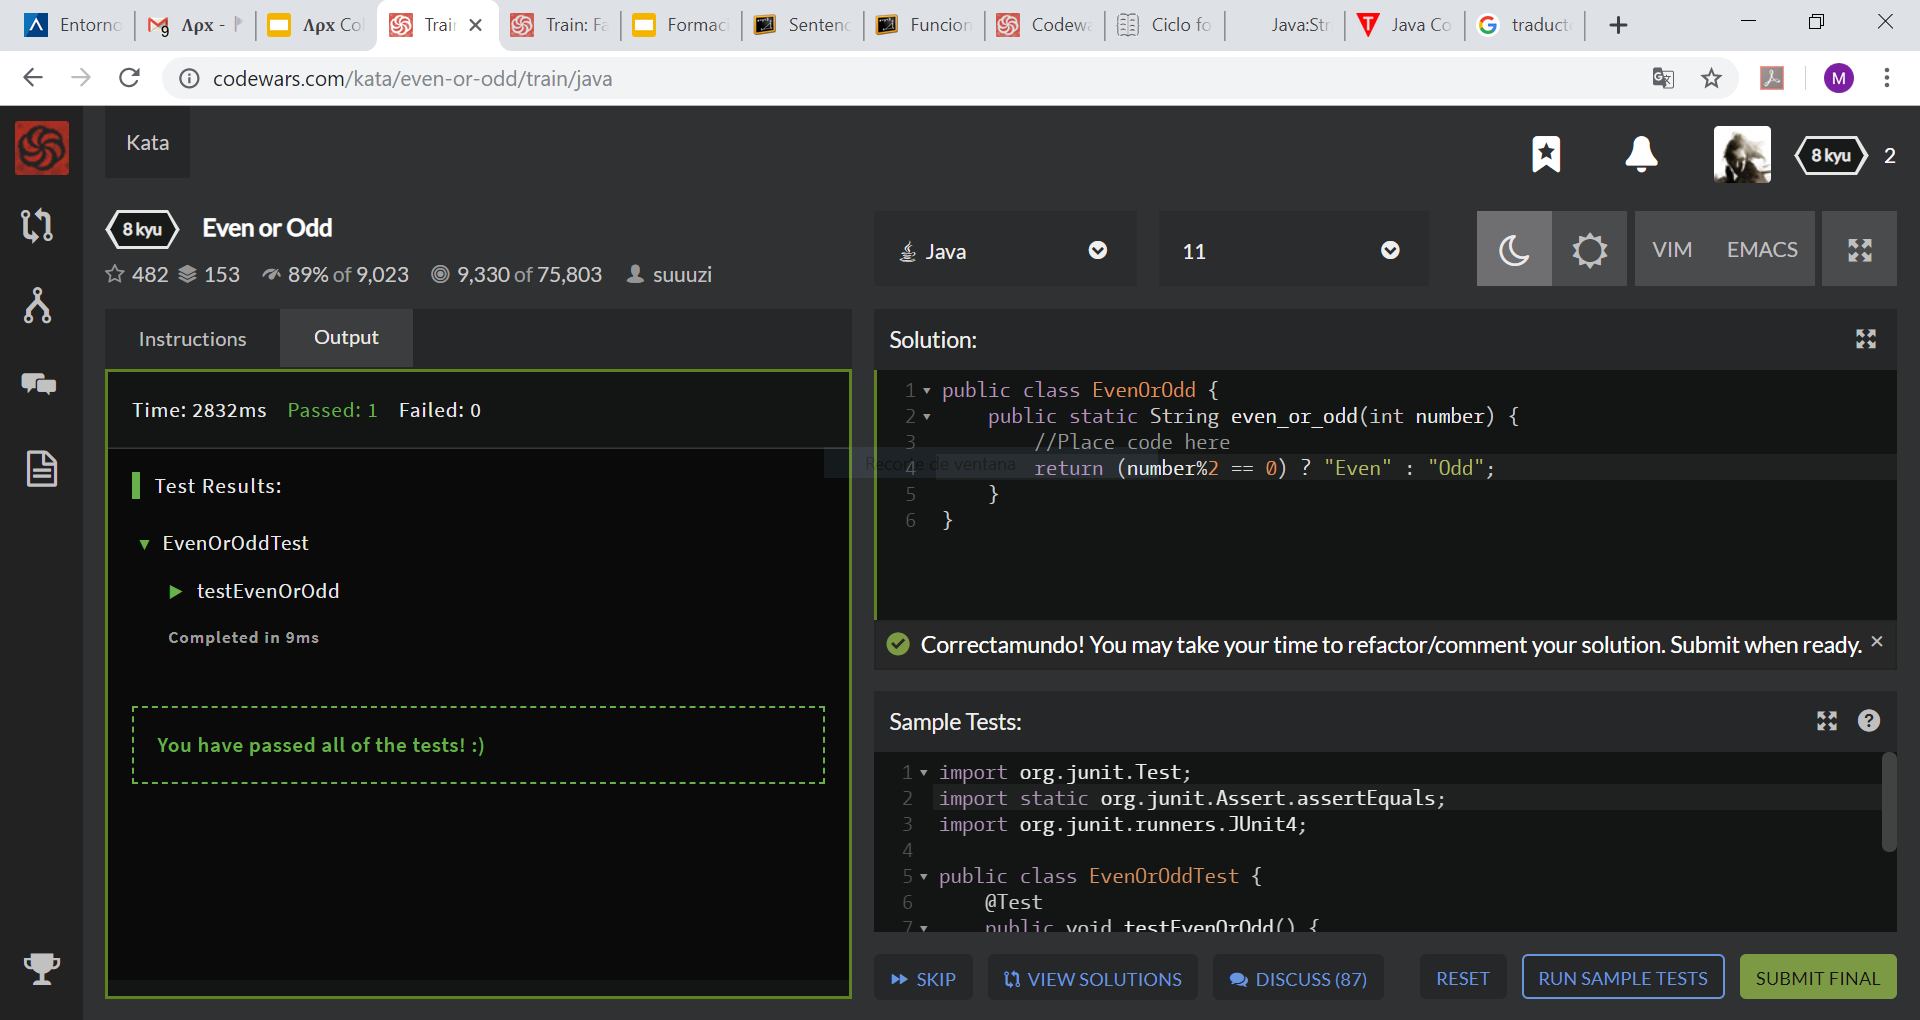 Entorno
Λρχ -
Λρχ Co
Trai
Train: Fa
Formaci
Sentenc
Funcion
Codewa
Ciclo fo
Java:Str
Java Co
traducto
codewars.com/kata/even-or-odd/train/java
M
Kata
8 kyu
2
8 kyu Even or Odd
482 153 89% of 9,023 9,330 of 75,803 suuuzi
Java
11
VIM EMACS
Instructions
Output
Time: 2832ms Passed: 1 Failed: 0
Test Results:
EvenOrOddTest
testEvenOrOdd
Completed in 9ms
You have passed all of the tests! :)
Solution:
1 public class EvenOrOdd {
2 public static String even_or_odd(int number) {
3 //Place code here
4 return (number%2 == 0) ? "Even" : "Odd";
5 }
6 }
Recorte de ventana
Correctamundo! You may take your time to refactor/comment your solution. Submit when ready.
Sample Tests:
1 import org.junit.Test;
2 import static org.junit.Assert.assertEquals;
3 import org.junit.runners.JUnit4;
4
5 public class EvenOrOddTest {
6 @Test
7 public void testEvenOrOdd() {
SKIP
VIEW SOLUTIONS
DISCUSS (87)
RESET
RUN SAMPLE TESTS
SUBMIT FINAL